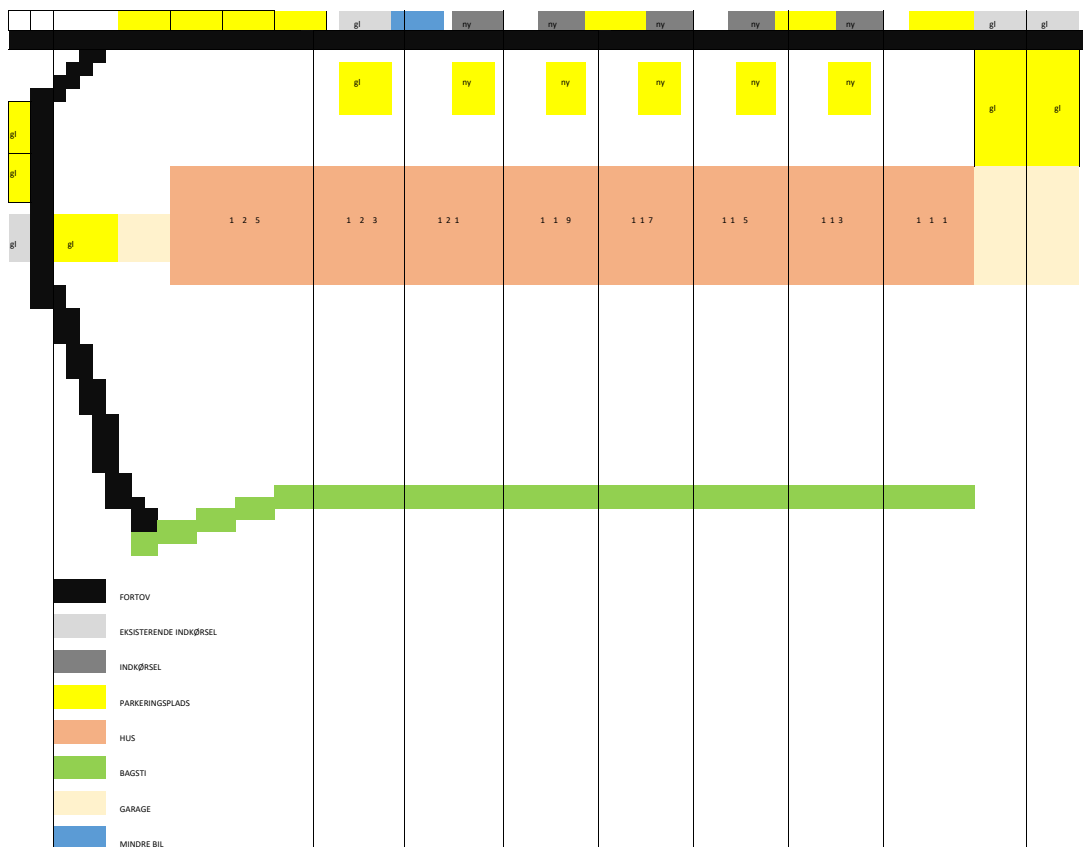 gl ny ny ny ny ny gl gl
gl ny ny ny ny ny
gl gl
gl
gl
1 2 5 1 2 3 1 2 1 1 1 9 1 1 7 1 1 5 1 1 3 1 1 1
gl gl
FORTOV
EKSISTERENDE INDKØRSEL
INDKØRSEL
PARKERINGSPLADS
HUS
BAGSTI
GARAGE
MINDRE BIL